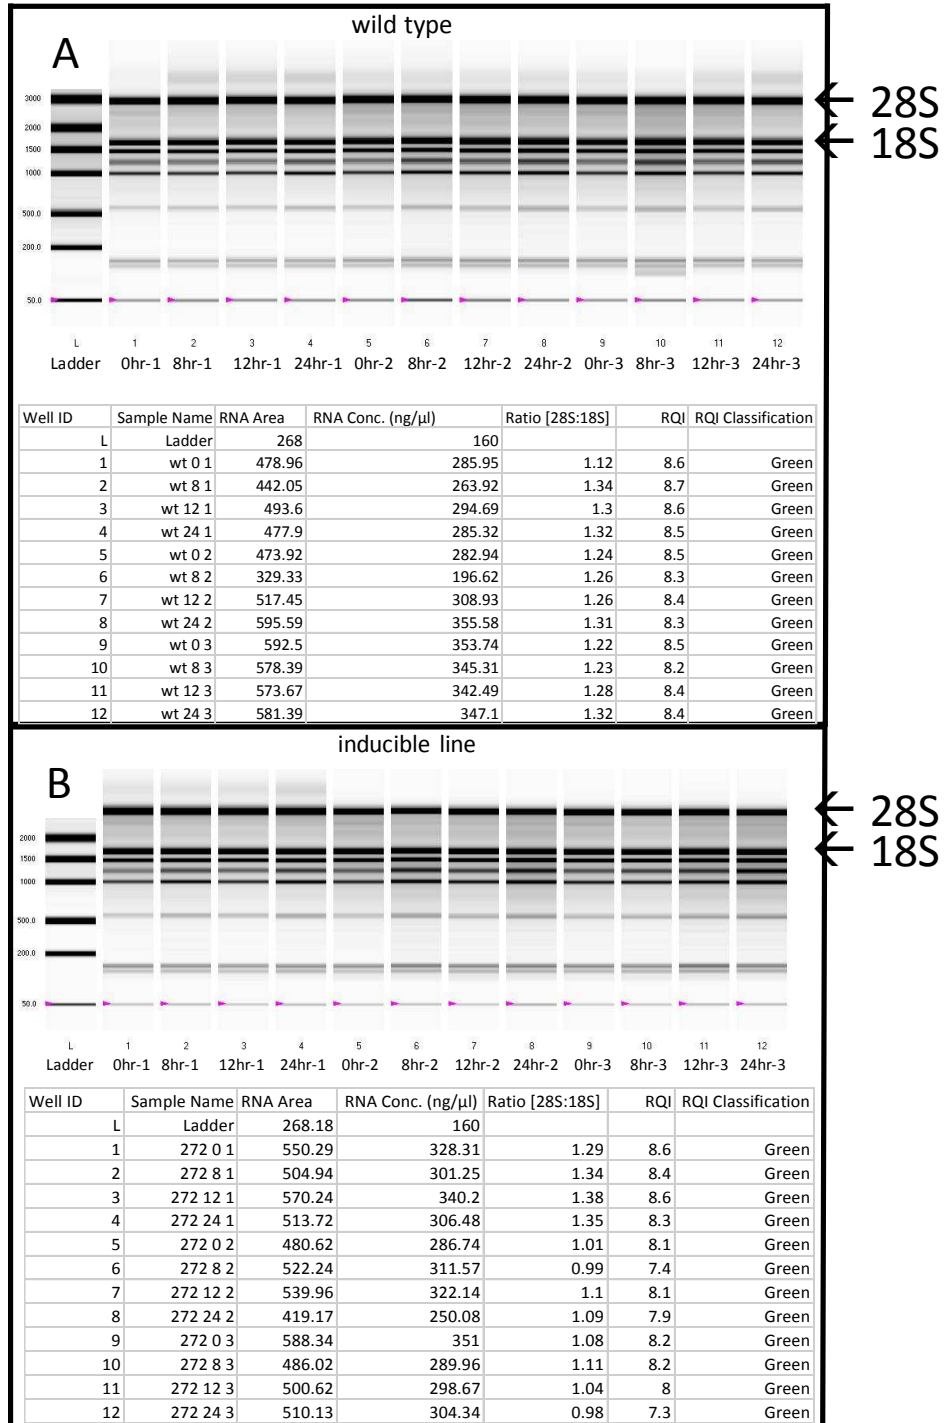 wild type
A
← 28S
← 18S
3000
2000
1500
1000
500.0
200.0
50.0
L 1 2 3 4 5 6 7 8 9 10 11 12
Ladder 0hr-1 8hr-1 12hr-1 24hr-1 0hr-2 8hr-2 12hr-2 24hr-2 0hr-3 8hr-3 12hr-3 24hr-3
Well ID Sample Name RNA Area RNA Conc. (ng/µl) Ratio [28S:18S] RQI RQI Classification
L Ladder 268 160
1 wt 0 1 478.96 285.95 1.12 8.6 Green
2 wt 8 1 442.05 263.92 1.34 8.7 Green
3 wt 12 1 493.6 294.69 1.3 8.6 Green
4 wt 24 1 477.9 285.32 1.32 8.5 Green
5 wt 0 2 473.92 282.94 1.24 8.5 Green
6 wt 8 2 329.33 196.62 1.26 8.3 Green
7 wt 12 2 517.45 308.93 1.26 8.4 Green
8 wt 24 2 595.59 355.58 1.31 8.3 Green
9 wt 0 3 592.5 353.74 1.22 8.5 Green
10 wt 8 3 578.39 345.31 1.23 8.2 Green
11 wt 12 3 573.67 342.49 1.28 8.4 Green
12 wt 24 3 581.39 347.1 1.32 8.4 Green
inducible line
B
← 28S
← 18S
2000
1500
1000
500.0
200.0
50.0
L 1 2 3 4 5 6 7 8 9 10 11 12
Ladder 0hr-1 8hr-1 12hr-1 24hr-1 0hr-2 8hr-2 12hr-2 24hr-2 0hr-3 8hr-3 12hr-3 24hr-3
Well ID Sample Name RNA Area RNA Conc. (ng/µl) Ratio [28S:18S] RQI RQI Classification
L Ladder 268.18 160
1 272 0 1 550.29 328.31 1.29 8.6 Green
2 272 8 1 504.94 301.25 1.34 8.4 Green
3 272 12 1 570.24 340.2 1.38 8.6 Green
4 272 24 1 513.72 306.48 1.35 8.3 Green
5 272 0 2 480.62 286.74 1.01 8.1 Green
6 272 8 2 522.24 311.57 0.99 7.4 Green
7 272 12 2 539.96 322.14 1.1 8.1 Green
8 272 24 2 419.17 250.08 1.09 7.9 Green
9 272 0 3 588.34 351 1.08 8.2 Green
10 272 8 3 486.02 289.96 1.11 8.2 Green
11 272 12 3 500.62 298.67 1.04 8 Green
12 272 24 3 510.13 304.34 0.98 7.3 Green